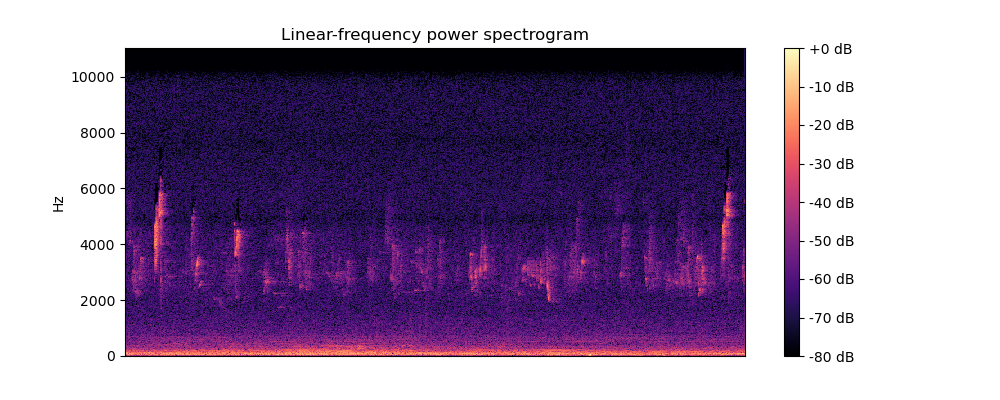 Linear-frequency power spectrogram
Hz
10000
8000
6000
4000
2000
0
+0 dB
-10 dB
-20 dB
-30 dB
-40 dB
-50 dB
-60 dB
-70 dB
-80 dB